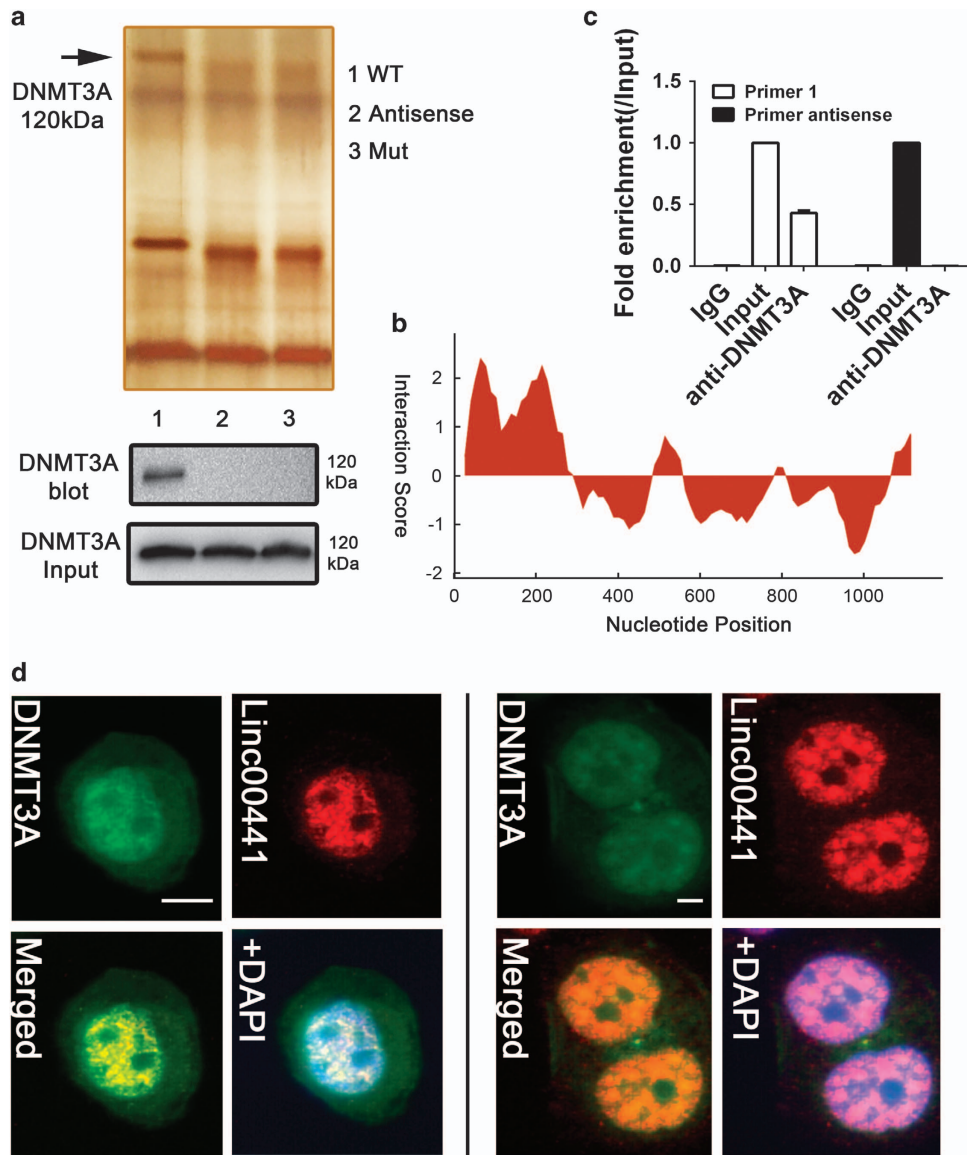 a
DNMT3A
120kDa
1 WT
2 Antisense
3 Mut
1 2 3
DNMT3A
blot
120
kDa
DNMT3A
Input
120
kDa
c
Fold enrichment(/Input)
1.5
1.0
0.5
0.0
Primer 1
Primer antisense
IgG
Input
anti-DNMT3A
IgG
Input
anti-DNMT3A
b
Interaction Score
2
1
0
-1
-2
0 200 400 600 800 1000
Nucleotide Position
d
DNMT3A
Linc00441
Merged
+DAPI
DNMT3A
Linc00441
Merged
+DAPI